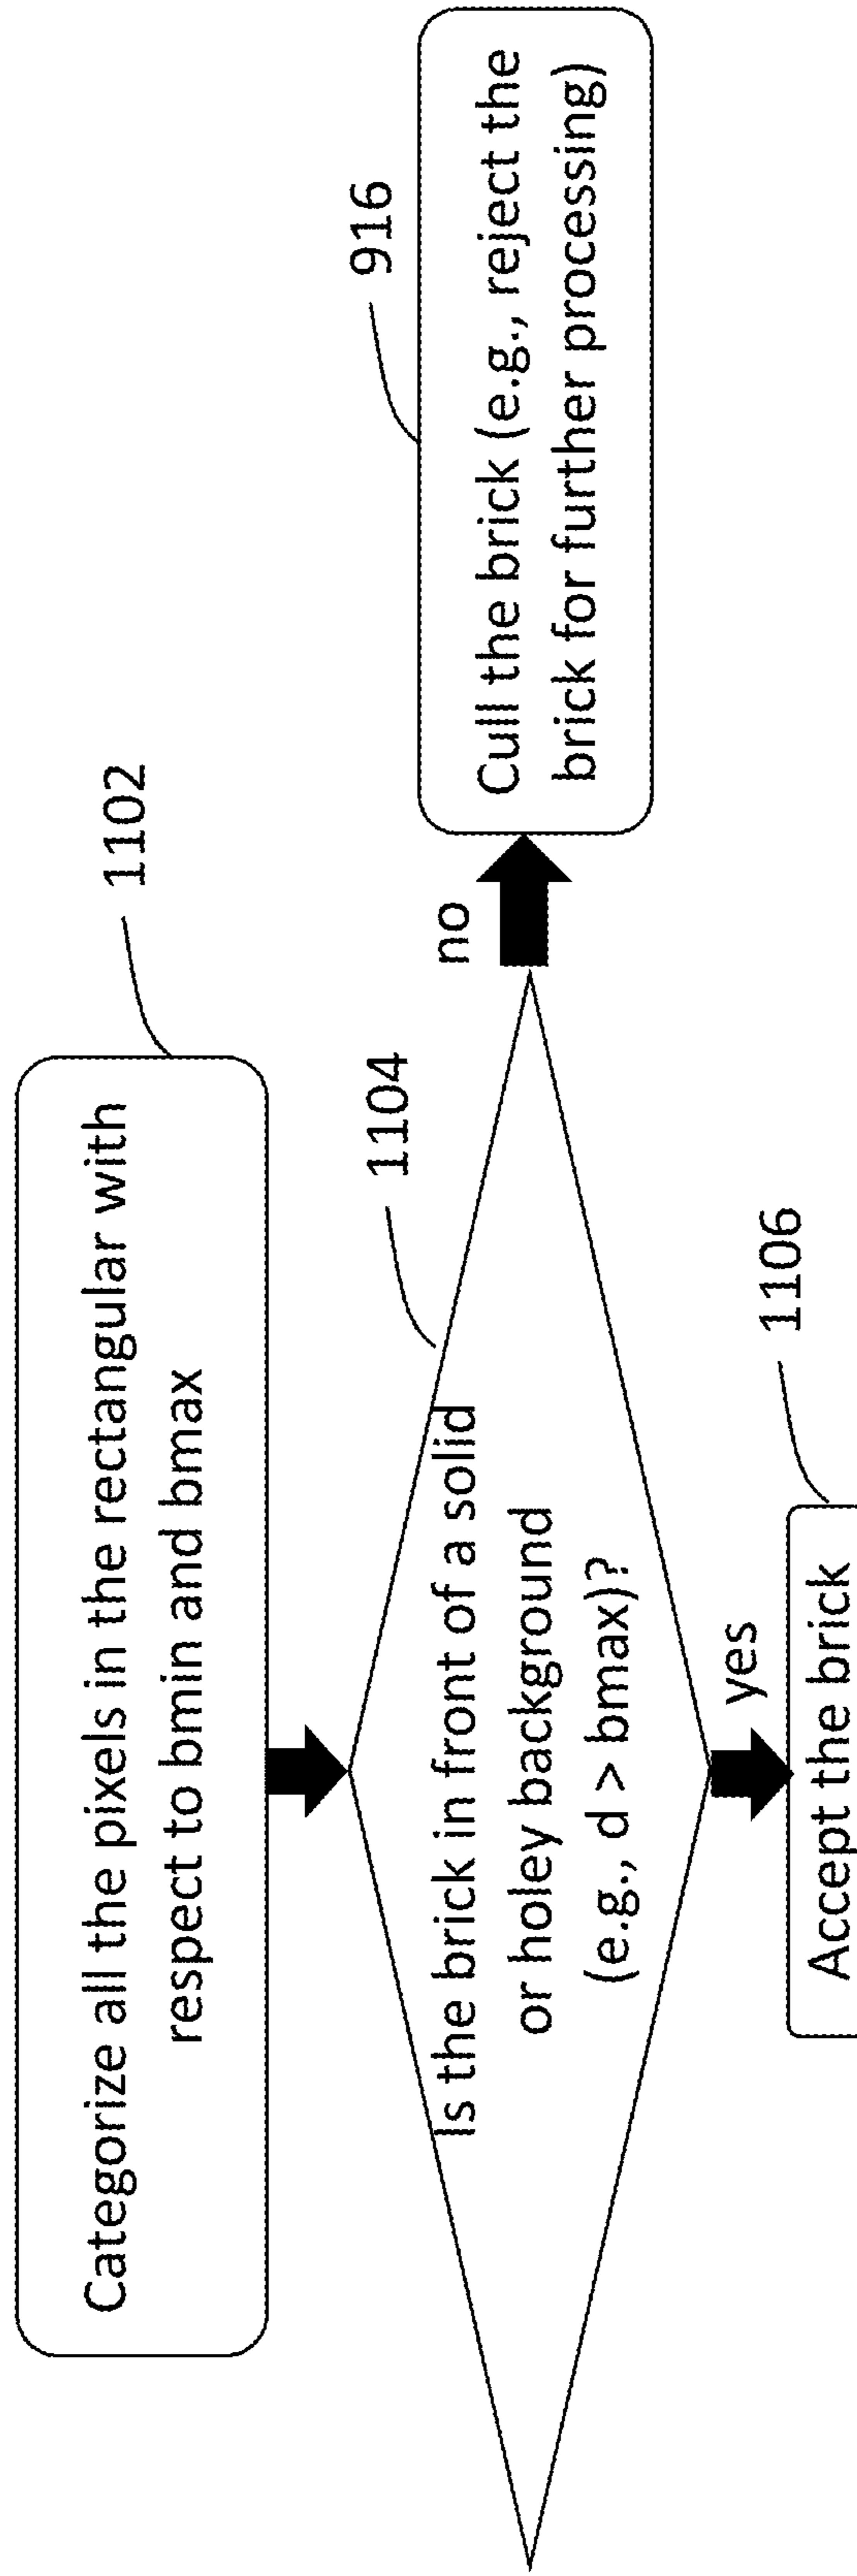 1102
Categorize all the pixels in the rectangular with
respect to bmin and bmax
1104
Is the brick in front of a solid
or holey background
(e.g., d > bmax)?
no
916
Cull the brick (e.g., reject the
brick for further processing)
yes
1106
Accept the brick